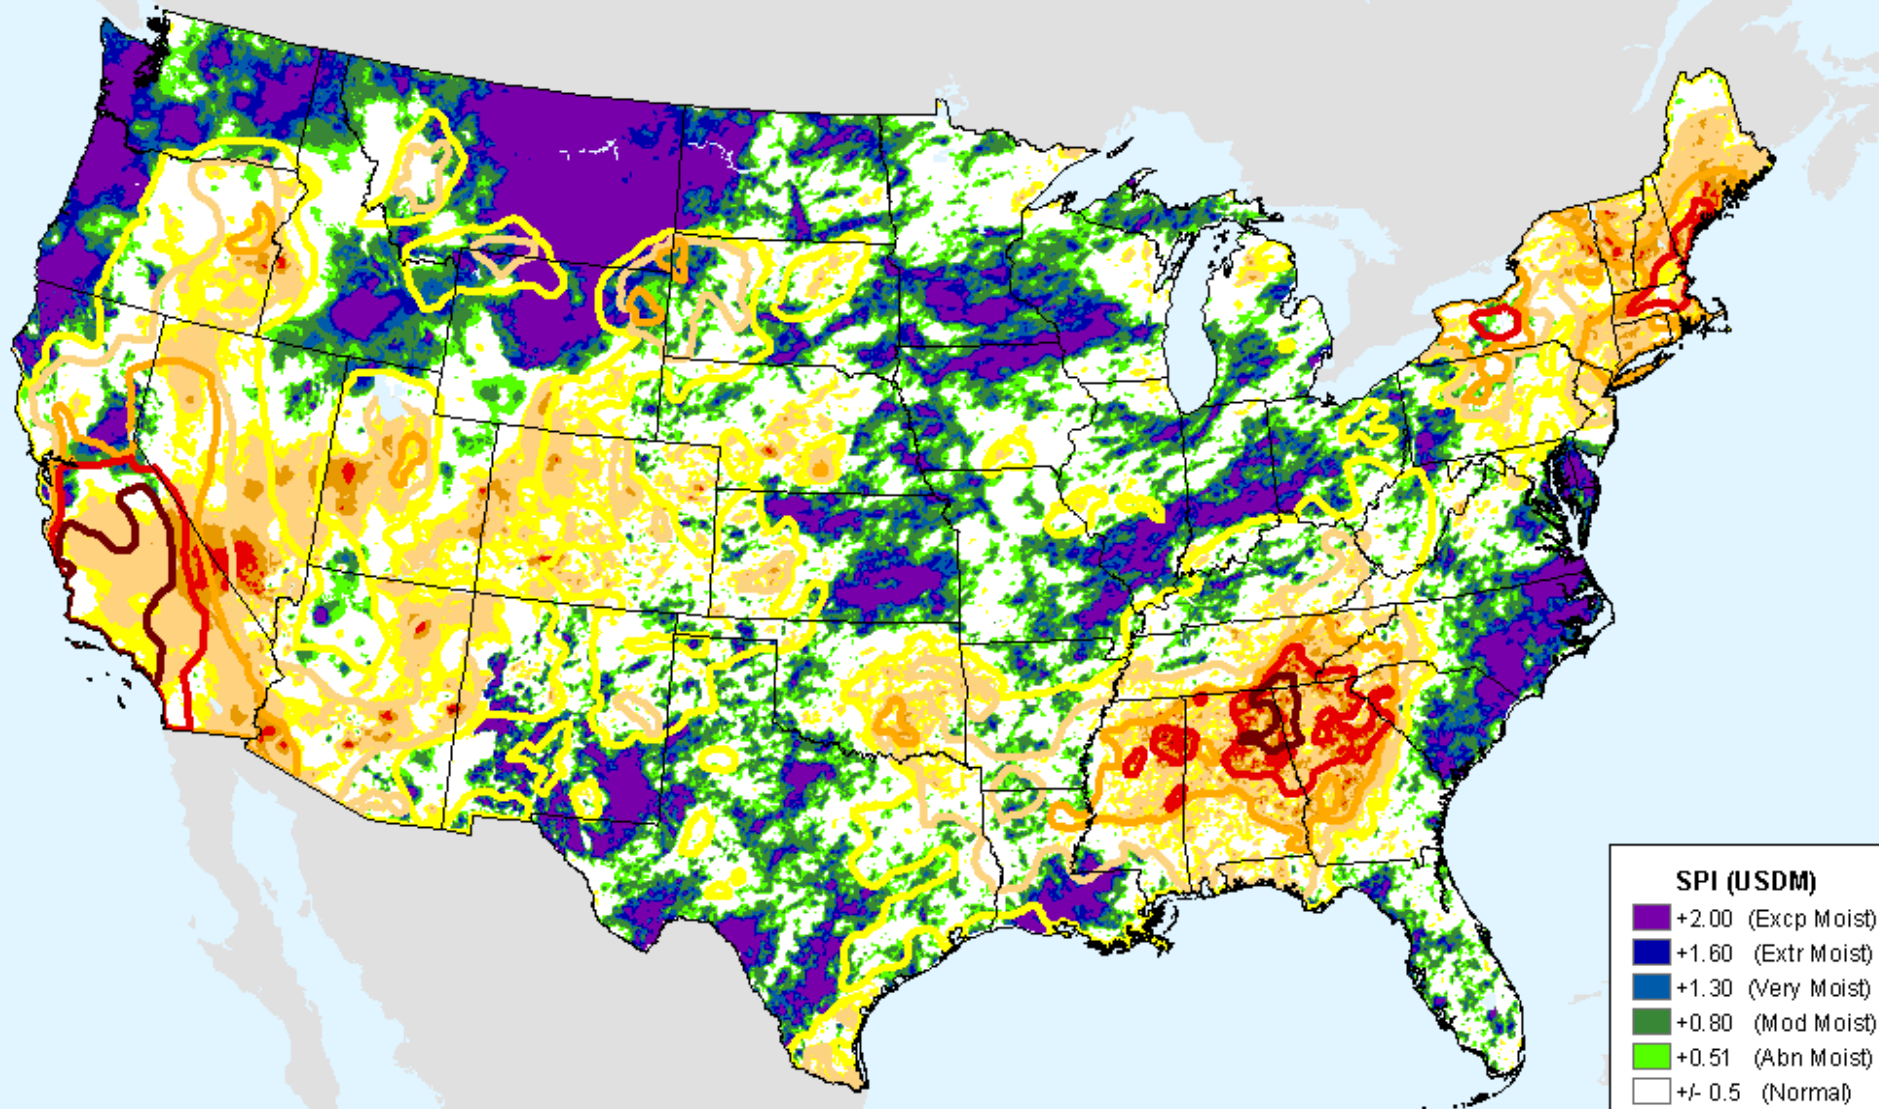 SPI (USDM)
+2.00 (Excp Moist)
+1.60 (Extr Moist)
+1.30 (Very Moist)
+0.80 (Mod Moist)
+0.51 (Abn Moist)
+/- 0.5 (Normal)